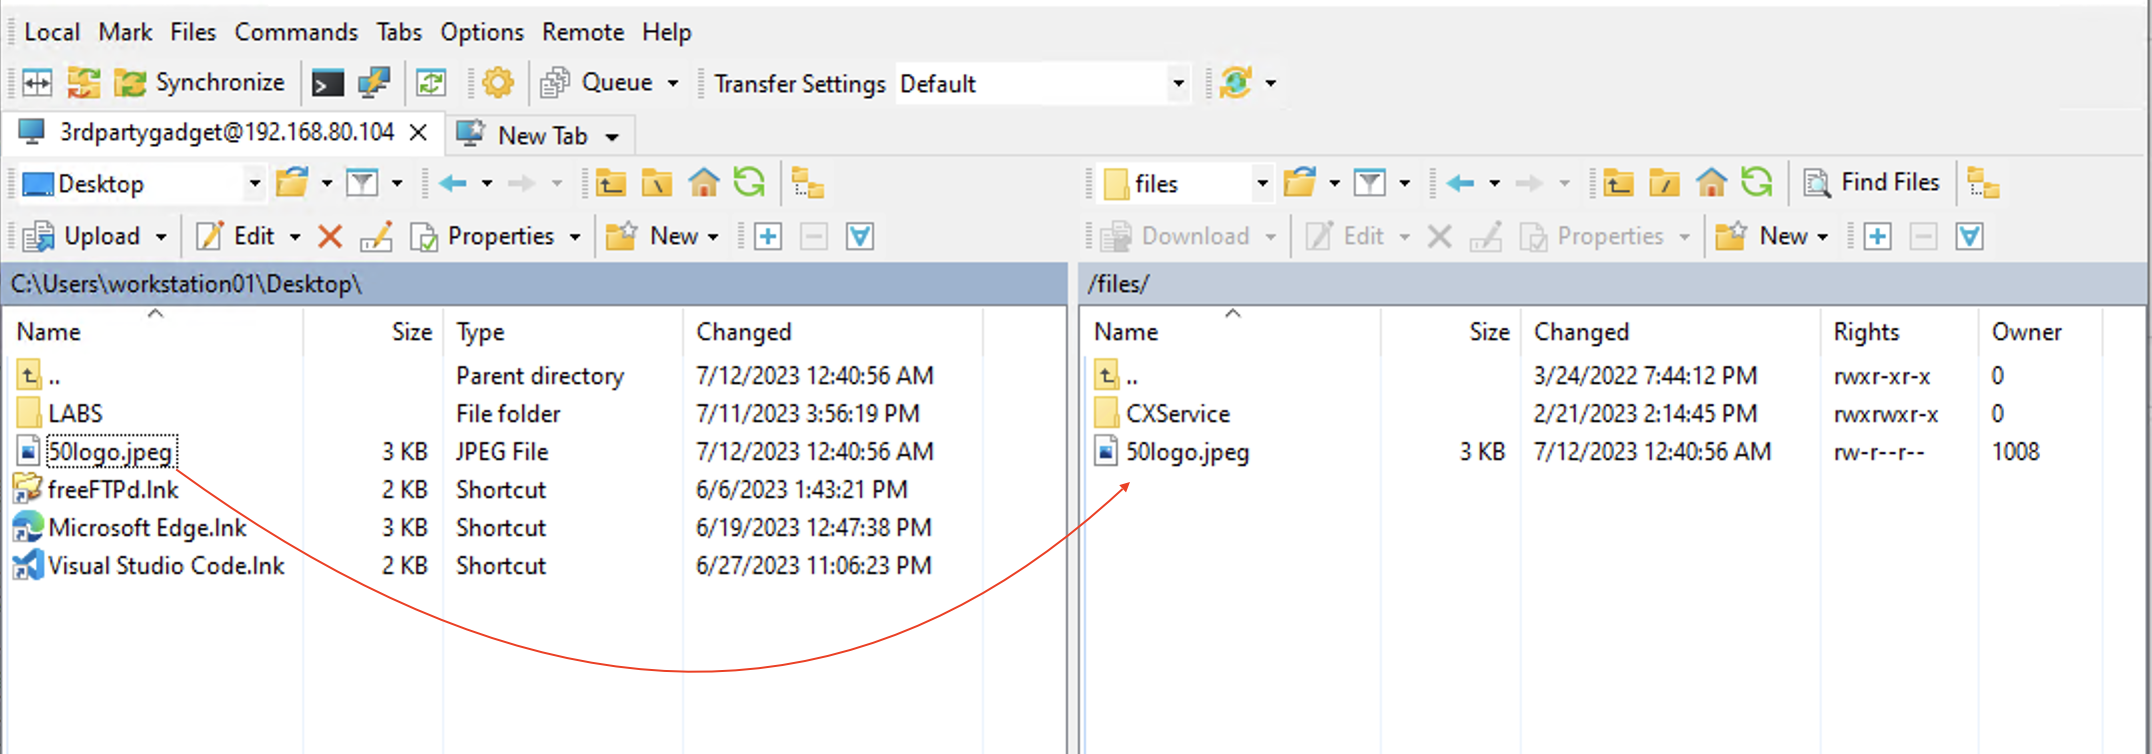 Local Mark Files Commands Tabs Options Remote Help
Synchronize Queue Transfer Settings Default
3rdpartygadget@192.168.80.104 New Tab
Desktop files Find Files
Upload Edit Properties New Download Edit Properties New
C:\Users\workstation01\Desktop\ /files/
Name Size Type Changed Name Size Changed Rights Owner
.. Parent directory 7/12/2023 12:40:56 AM .. 3/24/2022 7:44:12 PM rwxr-xr-x 0
LABS File folder 7/11/2023 3:56:19 PM CXService 2/21/2023 2:14:45 PM rwxrwxr-x 0
50logo.jpeg 3 KB JPEG File 7/12/2023 12:40:56 AM 50logo.jpeg 3 KB 7/12/2023 12:40:56 AM rw-r--r-- 1008
freeFTPd.lnk 2 KB Shortcut 6/6/2023 1:43:21 PM
Microsoft Edge.lnk 3 KB Shortcut 6/19/2023 12:47:38 PM
Visual Studio Code.lnk 2 KB Shortcut 6/27/2023 11:06:23 PM